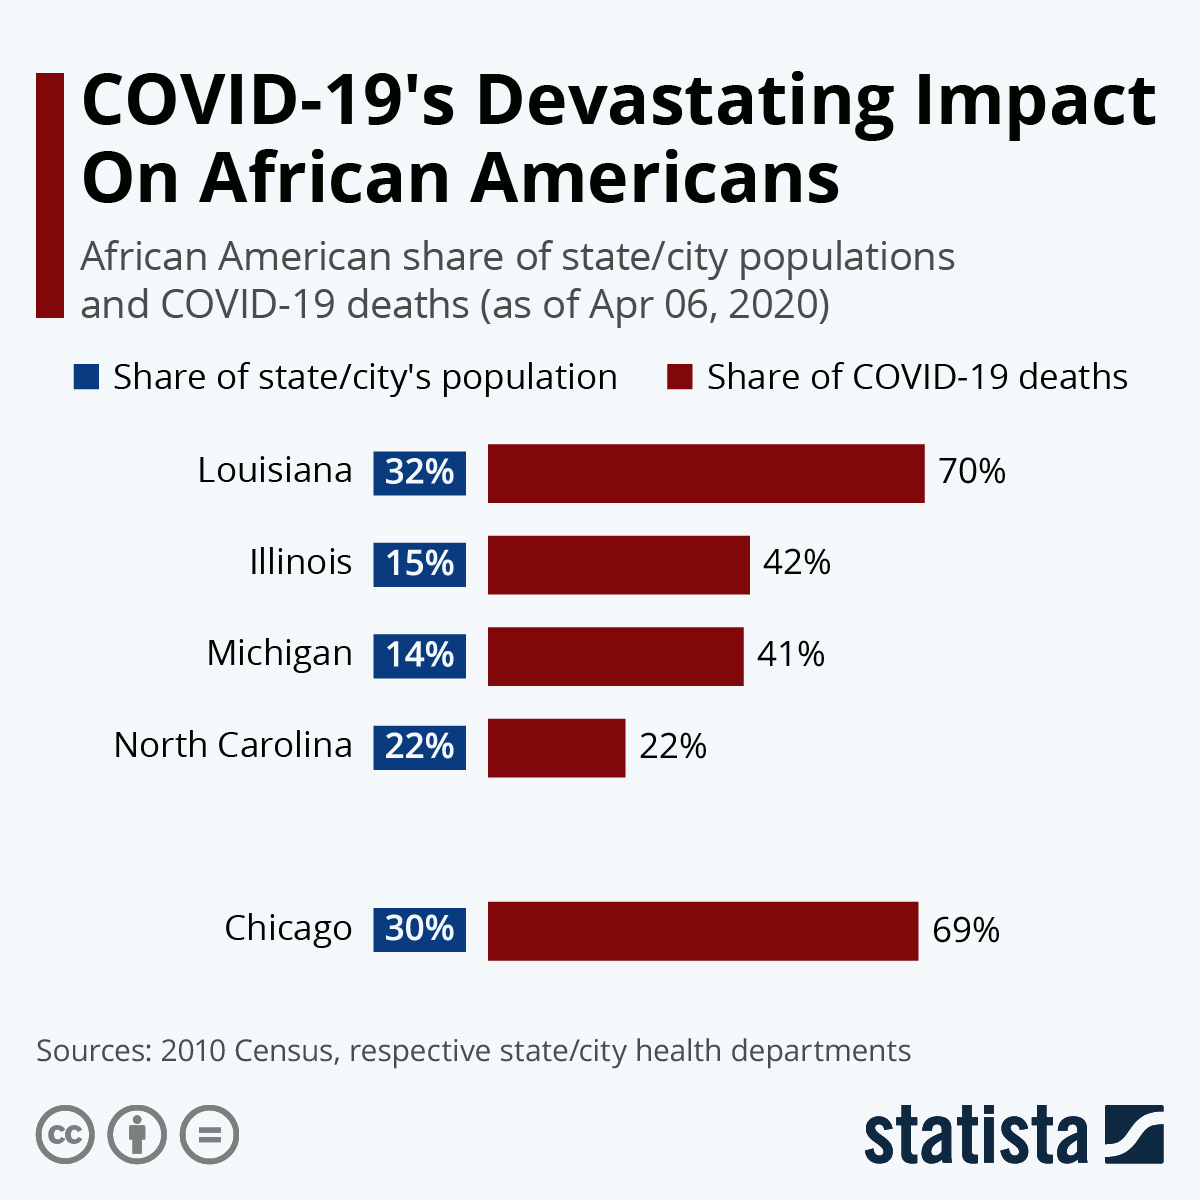 COVID-19's Devastating Impact
On African Americans
African American share of state/city populations
and COVID-19 deaths (as of Apr 06, 2020)
Share of state/city's population Share of COVID-19 deaths
Louisiana 32% 70%
Illinois 15% 42%
Michigan 14% 41%
North Carolina 22% 22%
Chicago 30% 69%
Sources: 2010 Census, respective state/city health departments
cc =
statista